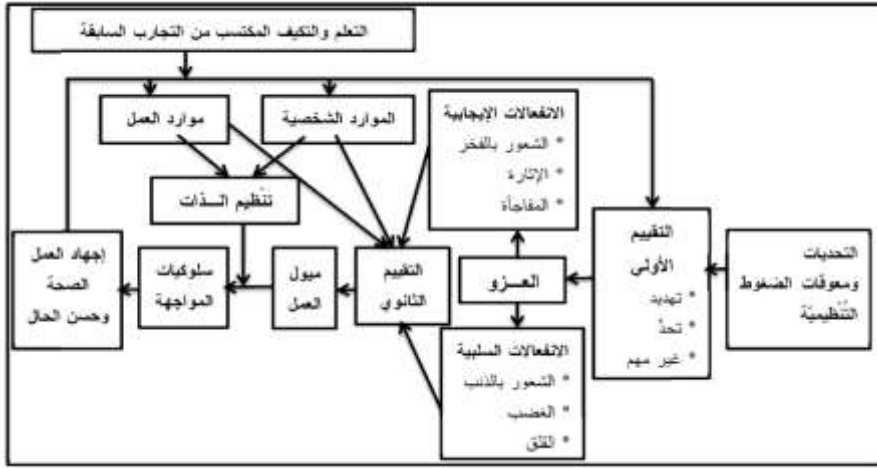 التعلم والتكيف المكتسب من التجارب السابقة
موارد العمل
الموارد الشخصية
تنظيم الـــذات
الانفعالات الإيجابية
* الشعور بالفخر
* الإثارة
* المفاجأة
التحديات
ومعوقات الضغوط
التنظيمية
التقييم
الأولي
* تهديد
* تحدّ
* غير مهم
العـــزو
الانفعالات السلبية
* الشعور بالذنب
* الغضب
* القلق
التقييم
الثانوي
ميول
العمل
سلوكيات
المواجهة
إجهاد العمل
الصحة
وحسن الحال